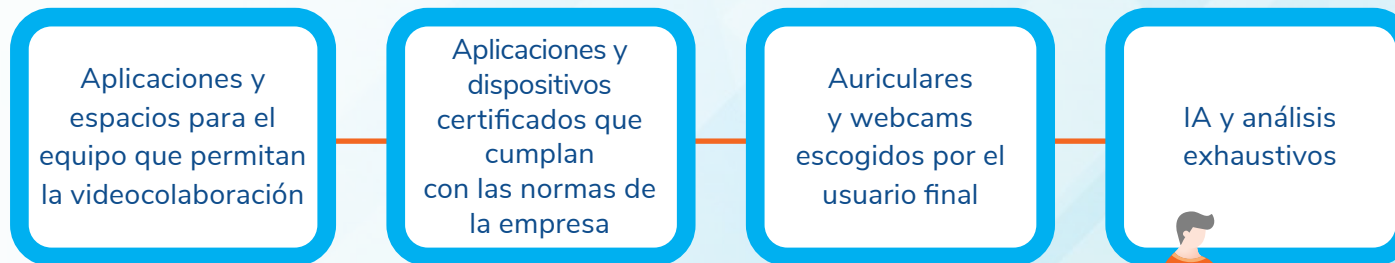 Aplicaciones y
espacios para el
equipo que permitan
la videocolaboración
Aplicaciones y
dispositivos
certificados que
cumplan
con las normas de
la empresa
Auriculares
y webcams
escogidos por el
usuario final
IA y análisis
exhaustivos